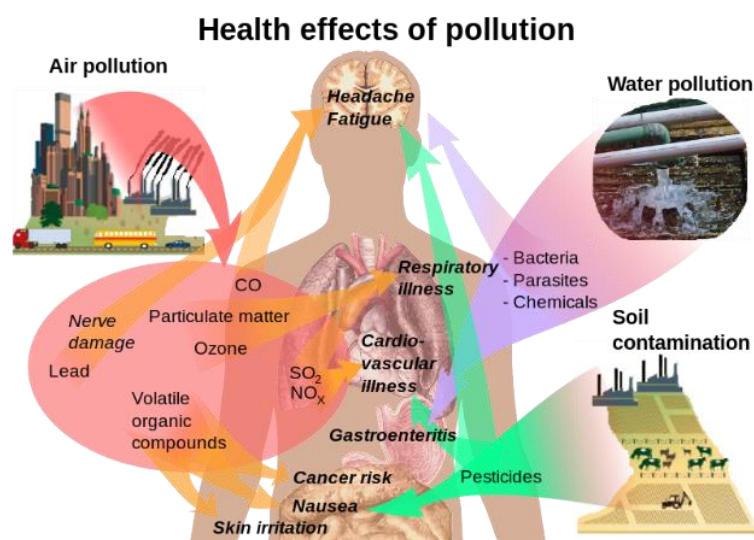 Health effects of pollution
Air pollution
Water pollution
Headache
Fatigue
CO
Particulate matter
Nerve
damage
Ozone
Lead
SO₂
NOₓ
Volatile
organic
compounds
Respiratory
illness
Cardio-
vascular
illness
Gastroenteritis
Cancer risk
Nausea
Skin irritation
- Bacteria
- Parasites
- Chemicals
Soil
contamination
Pesticides